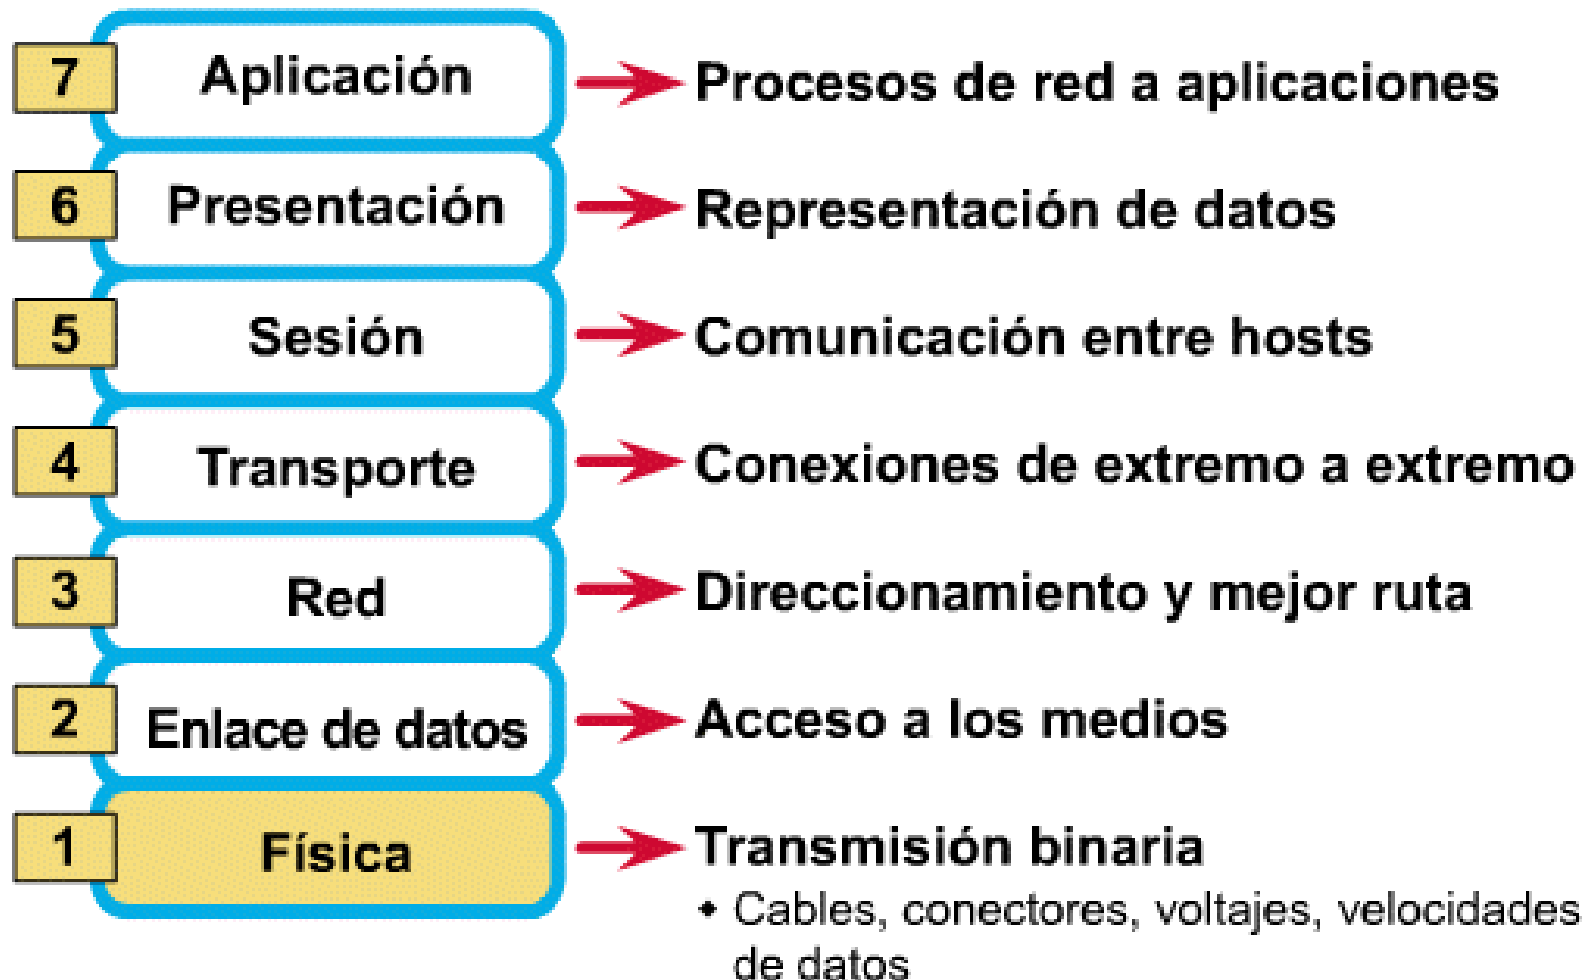 7 Aplicación Procesos de red a aplicaciones
6 Presentación Representación de datos
5 Sesión Comunicación entre hosts
4 Transporte Conexiones de extremo a extremo
3 Red Direccionamiento y mejor ruta
2 Enlace de datos Acceso a los medios
1 Física Transmisión binaria
• Cables, conectores, voltajes, velocidades
de datos